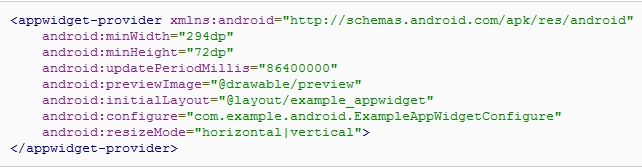 <appwidget-provider xmlns:android="http://schemas.android.com/apk/res/android"
    android:minWidth="294dp"
    android:minHeight="72dp"
    android:updatePeriodMillis="86400000"
    android:previewImage="@drawable/preview"
    android:initialLayout="@layout/example_appwidget"
    android:configure="com.example.android.ExampleAppWidgetConfigure"
    android:resizeMode="horizontal|vertical">
</appwidget-provider>